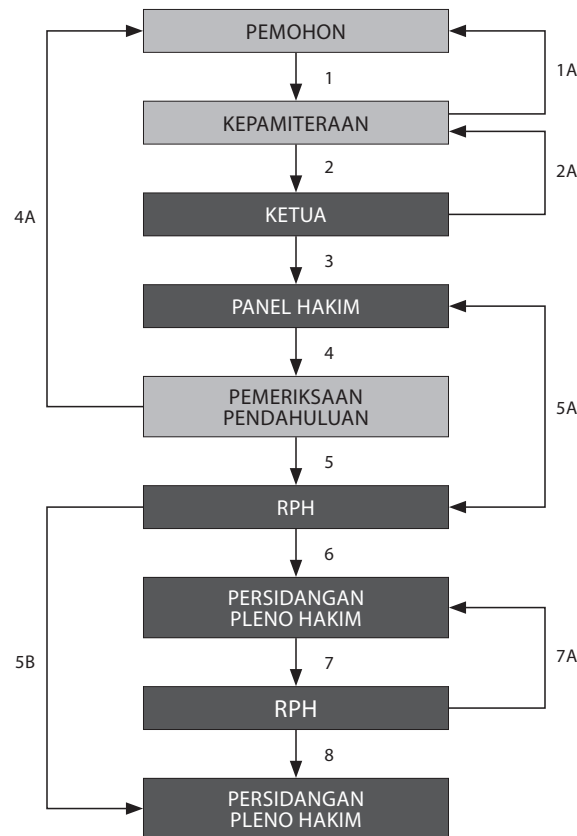 PEMOHON
1
1A
KEPAMITERAAN
2
2A
KETUA
4A
3
PANEL HAKIM
4
PEMERIKSAAN
PENDAHULUAN
5A
5
RPH
6
PERSIDANGAN
PLENO HAKIM
5B
7
7A
RPH
8
PERSIDANGAN
PLENO HAKIM